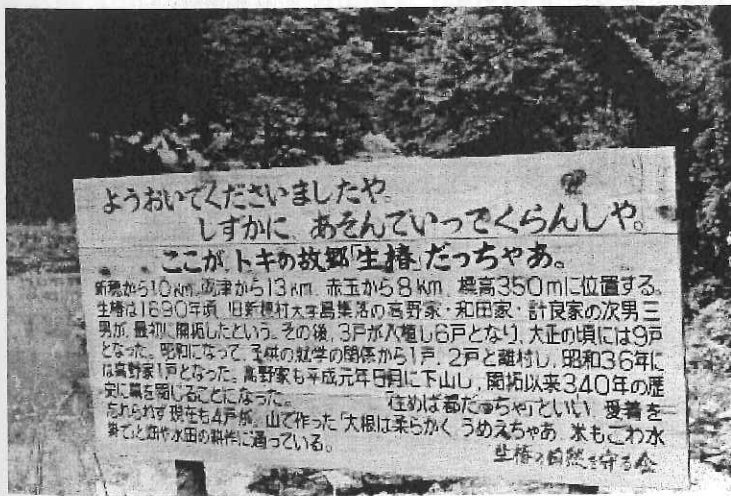 ようおいでくださいましたや。
しずかに、あそんでいってくらんしや。
ここが、トキの故郷「生椿」だっちゃあ。
新穂から10km、両津から13km、赤玉から8km、標高350mに位置する。
生椿は1690年頃、旧新穂村大字島集落の高野家・和田家・計良家の次男三
男が、最初に開拓したという。その後、3戸が入植し6戸となり、大正の頃には9戸
となった。昭和になって、子供の就学の関係から1戸、2戸と離村し、昭和36年に
は高野家1戸となった。高野家も平成元年5月に下山し、開拓以来340年の歴
史に幕を閉じることになった。「住めば都だっちゃ」といい、愛着を
忘れられず現在も4戸が、山で作った「大根は柔らかく、うめえちゃあ、米もこわ水
で」と畑や水田の耕作に通っている。
生椿の自然を守る会